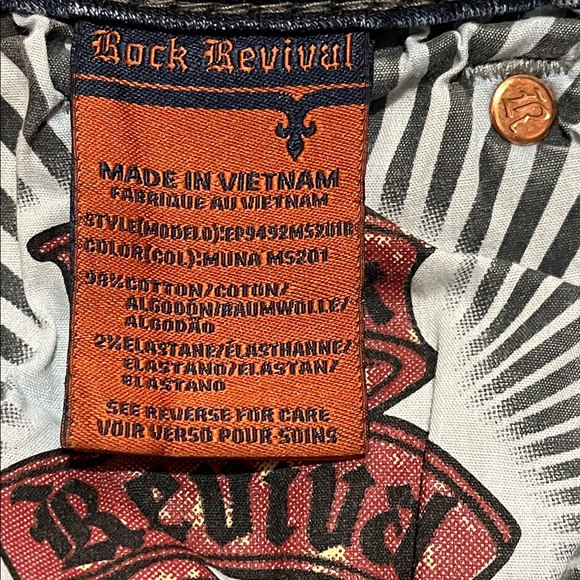 Rock Revival
MADE IN VIETNAM
FABRIQUE AU VIETNAM
STYLE(MODELO):EP9492MS201B
COLOR(COL):MUNA MS201
98%COTTON/COTON/
ALGODÓN/BAUMWOLLE/
ALGODÃO
2%ELASTANE/ÉLASTHANNE/
ELASTANO/ELASTAN/
ELASTANO
SEE REVERSE FOR CARE
VOIR VERSO POUR SOINS
R
Reviva